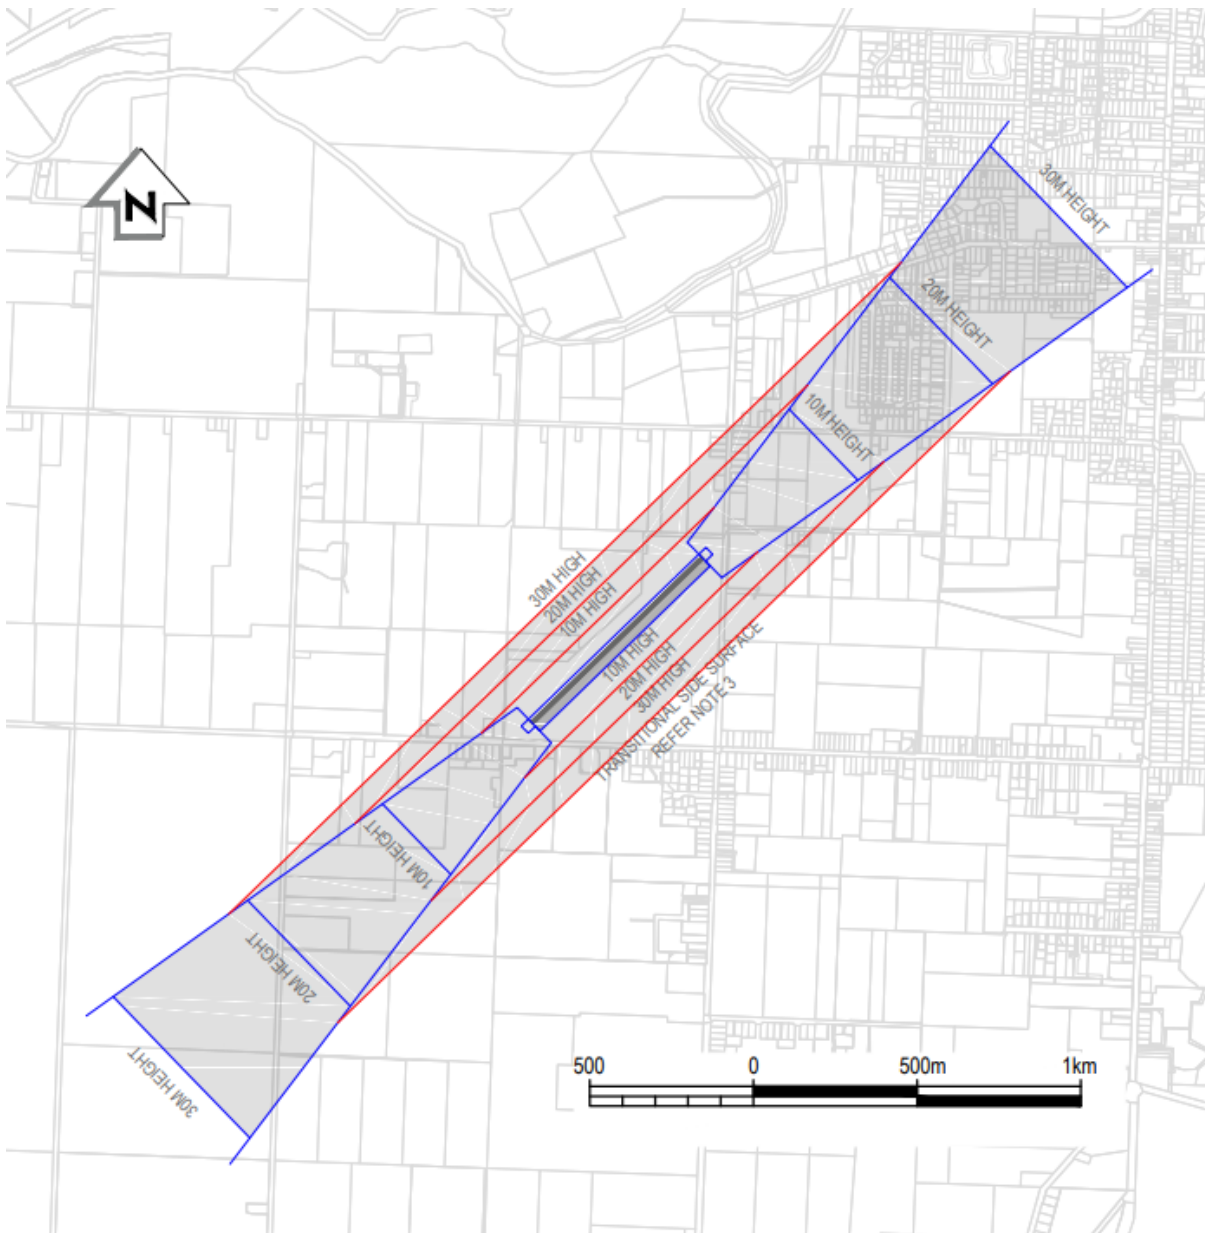 N
30M HEIGHT
20M HEIGHT
10M HEIGHT
30M HIGH
20M HIGH
10M HIGH
10M HIGH
20M HIGH
30M HIGH
TRANSITIONAL SIDE SURFACE
REFER NOTE 3
10M HEIGHT
20M HEIGHT
30M HEIGHT
500 0 500m 1km